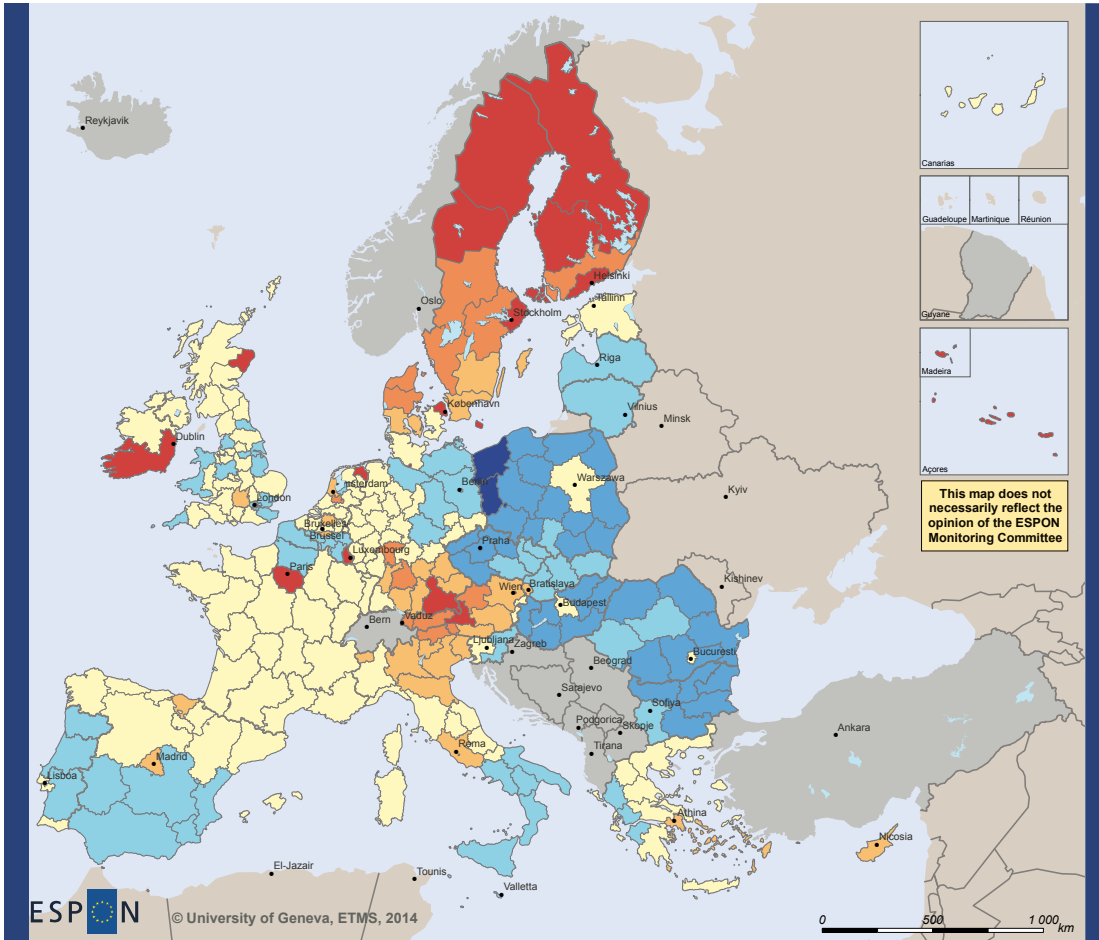 Reykjavik
Canarias
Guadeloupe
Martinique
Réunion
Guyane
Madeira
Açores
This map does not
necessarily reflect the
opinion of the ESPON
Monitoring Committee
Oslo
Helsinki
Tallinn
Stockholm
Riga
København
Vilnius
Minsk
Dublin
Berlin
Warszawa
London
Kyiv
Bruxelles
Brussel
Praha
Luxembourg
Paris
Kishinev
Wien
Bratislava
Budapest
Bern
Vaduz
Ljubljana
Zagreb
Bucuresti
Beograd
Sarajevo
Sofiya
Podgorica
Skopje
Ankara
Roma
Tirana
Madrid
Lisboa
Athina
Nicosia
El-Jazair
Tounis
Valletta
ESPON
© University of Geneva, ETMS, 2014
0 500 1 000
km